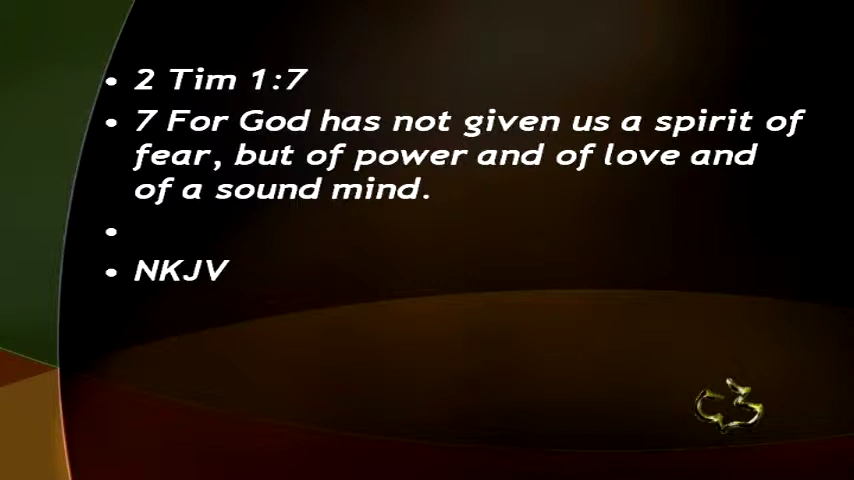 • 2 Tim 1:7
• 7 For God has not given us a spirit of
fear, but of power and of love and
of a sound mind.
•
• NKJV
C3